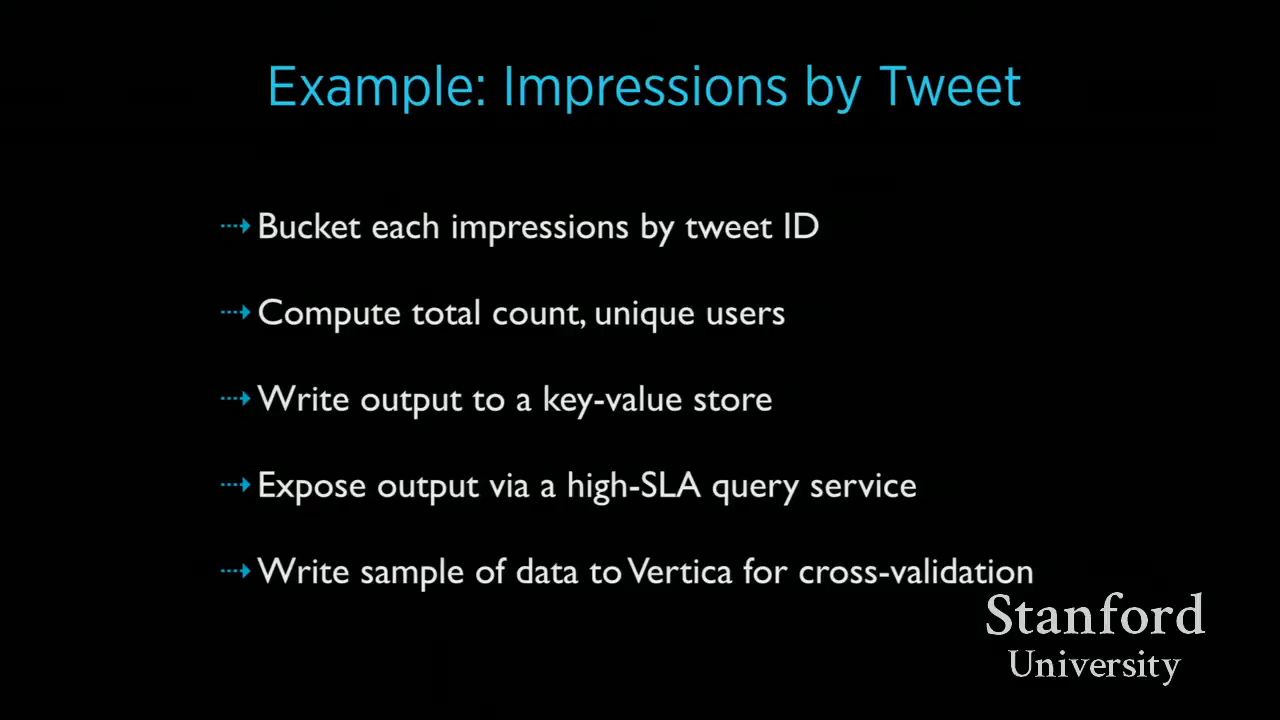 Example: Impressions by Tweet
Bucket each impressions by tweet ID
Compute total count, unique users
Write output to a key-value store
Expose output via a high-SLA query service
Write sample of data to Vertica for cross-validation
Stanford
University